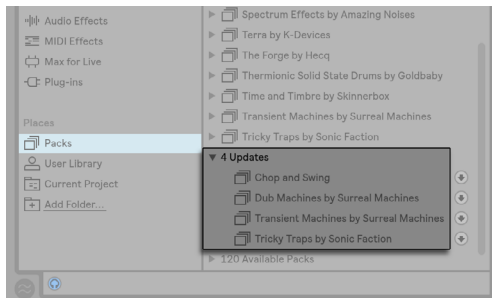 Audio Effects
MIDI Effects
Max for Live
Plug-ins
Places
Packs
User Library
Current Project
Add Folder...
Spectrum Effects by Amazing Noises
Terra by K-Devices
The Forge by Hecq
Thermionic Solid State Drums by Goldbaby
Time and Timbre by Skinnerbox
Transient Machines by Surreal Machines
Tricky Traps by Sonic Faction
4 Updates
Chop and Swing
Dub Machines by Surreal Machines
Transient Machines by Surreal Machines
Tricky Traps by Sonic Faction
120 Available Packs